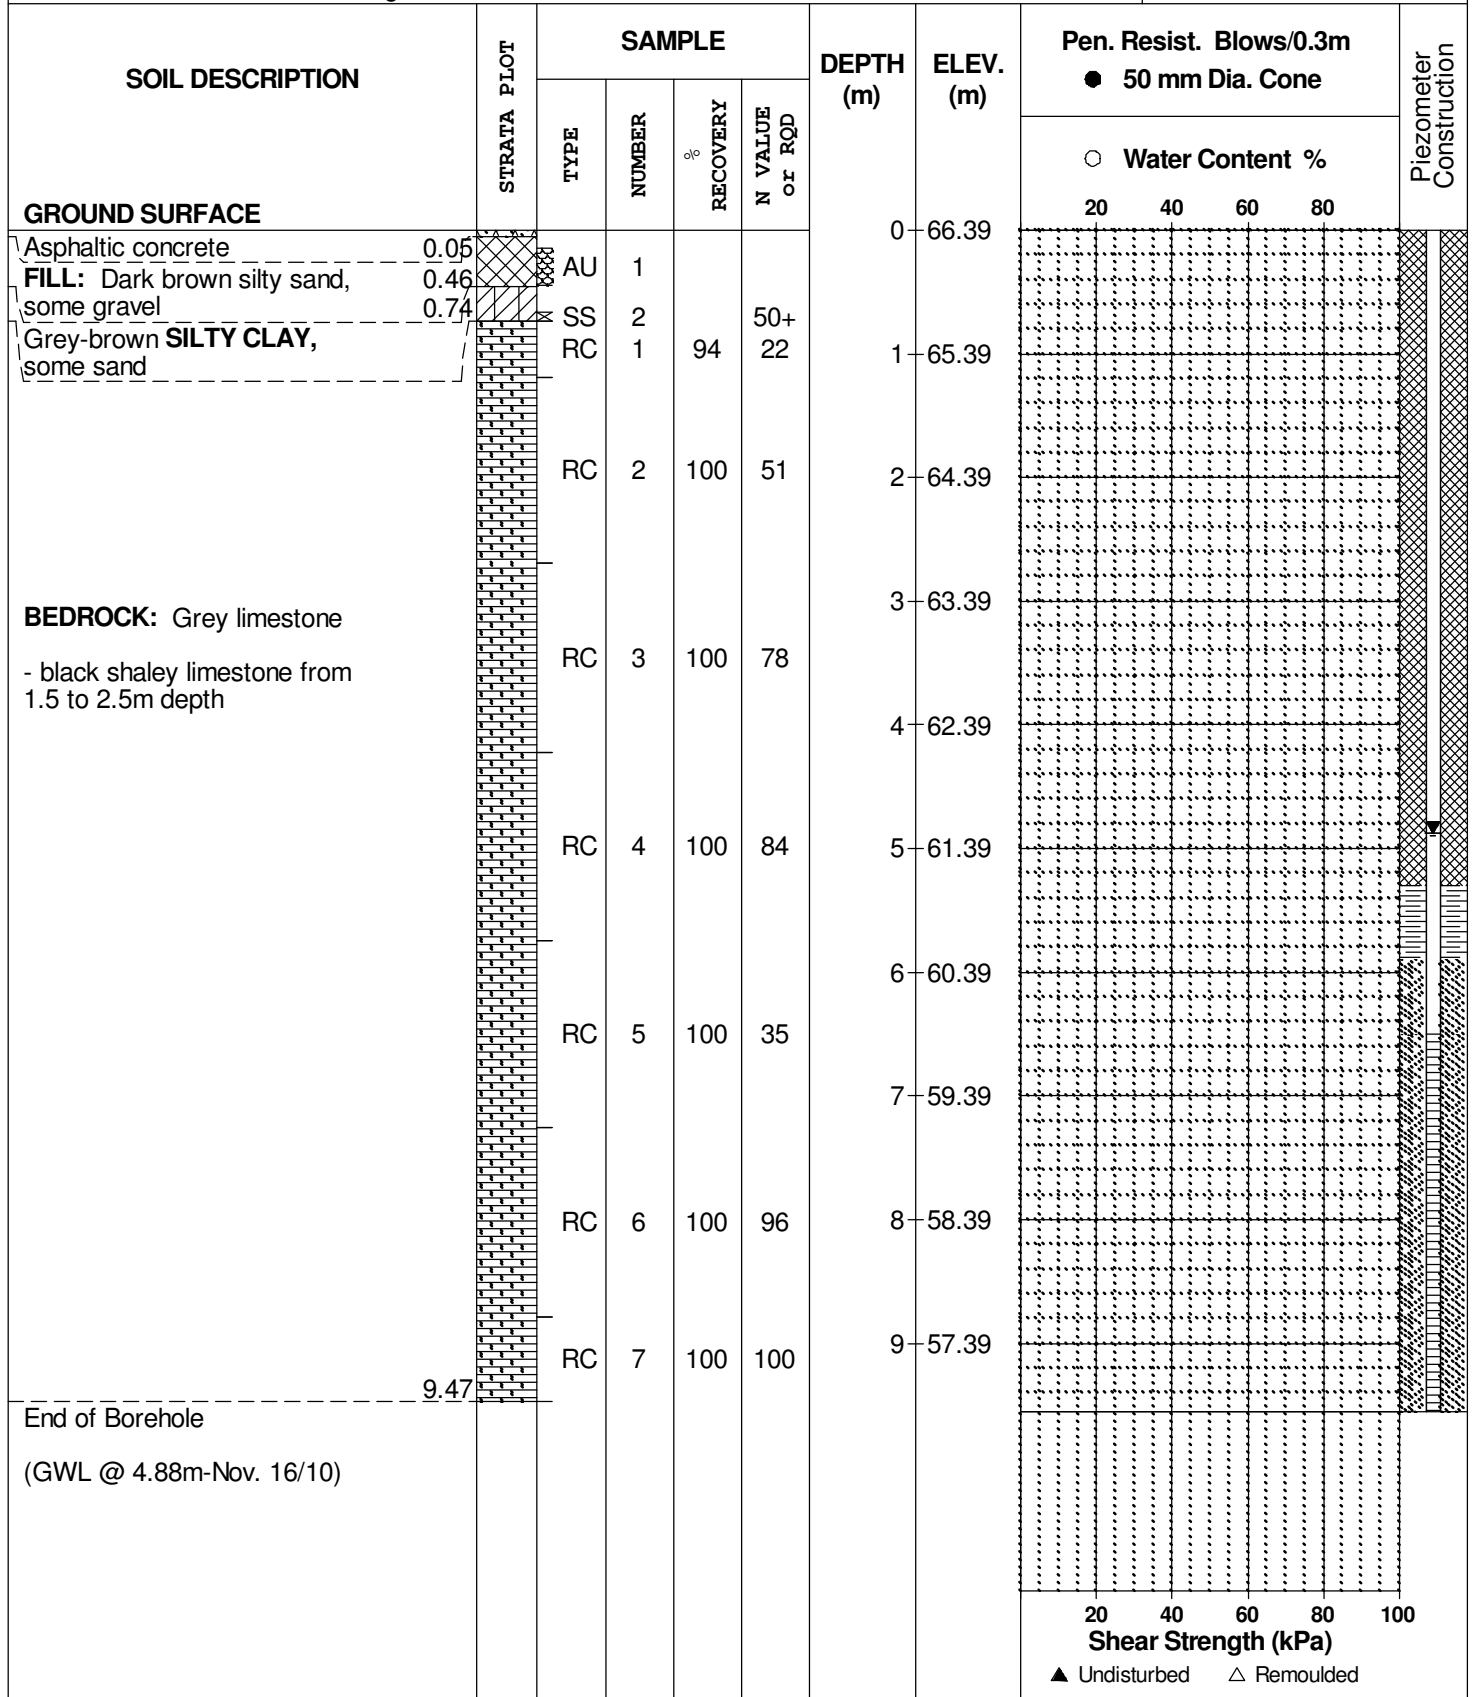 SOIL DESCRIPTION
STRATA PLOT
SAMPLE
TYPE
NUMBER
% RECOVERY
N VALUE or RQD
DEPTH (m)
ELEV. (m)
Pen. Resist. Blows/0.3m
● 50 mm Dia. Cone
○ Water Content %
Piezometer Construction
20 40 60 80
GROUND SURFACE
0 66.39
Asphaltic concrete 0.05
FILL: Dark brown silty sand, 0.46
some gravel 0.74
Grey-brown SILTY CLAY,
some sand
AU 1
SS 2 50+
RC 1 94 22
1 65.39
RC 2 100 51
2 64.39
BEDROCK: Grey limestone
3 63.39
- black shaley limestone from
1.5 to 2.5m depth
RC 3 100 78
4 62.39
RC 4 100 84
5 61.39
6 60.39
RC 5 100 35
7 59.39
RC 6 100 96
8 58.39
9 57.39
RC 7 100 100
9.47
End of Borehole
(GWL @ 4.88m-Nov. 16/10)
20 40 60 80 100
Shear Strength (kPa)
▲ Undisturbed △ Remoulded